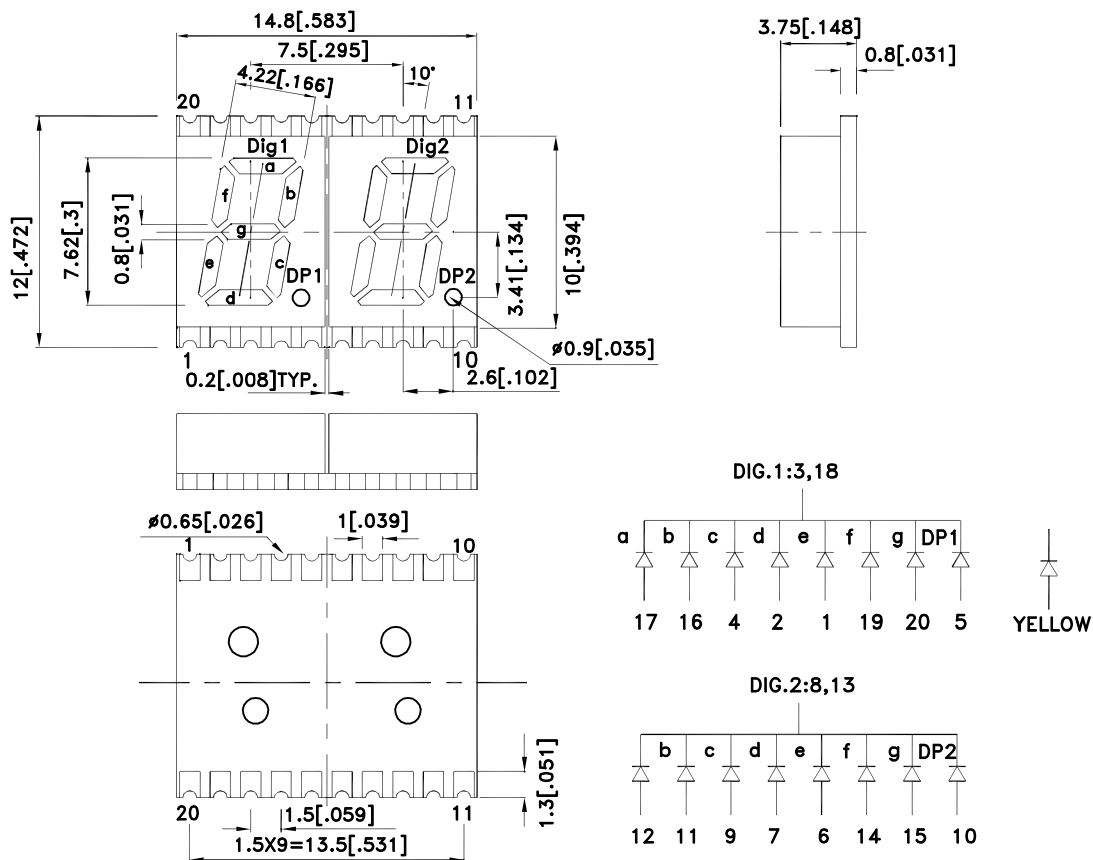 14.8[.583]
7.5[.295]
4.22[.166]
10°
20
11
Dig1
Dig2
a
f
b
g
e
c
d
DP1
DP2
12[.472]
7.62[.3]
0.8[.031]
3.41[.134]
10[.394]
1
10
ø0.9[.035]
0.2[.008]TYP.
2.6[.102]
3.75[.148]
0.8[.031]
ø0.65[.026]
1[.039]
1
10
20
11
1.5[.059]
1.5X9=13.5[.531]
1.3[.051]
DIG.1:3,18
a b c d e f g DP1
17 16 4 2 1 19 20 5
YELLOW
DIG.2:8,13
b c d e f g DP2
12 11 9 7 6 14 15 10